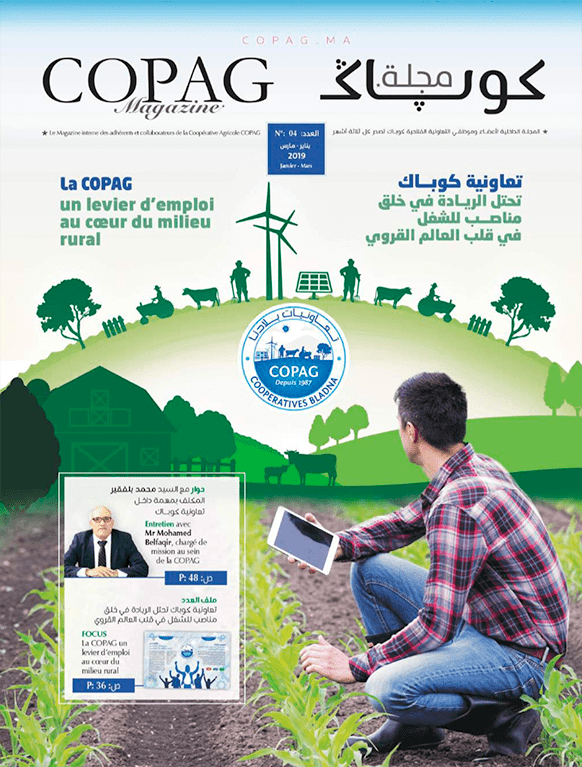 COPAG.MA
COPAG
Magazine
مجلة
كوپاگ
★ Le Magazine interne des adhérents et collaborateurs de la Coopérative Agricole COPAG
المجلة الداخلية لأعضاء وموظفي التعاونية الفلاحية كوباك تصدر كل ثلاثة أشهر ★
N°: 04 العدد:
يناير - مارس
2019
Janvier - Mars
La COPAG
un levier d’emploi
au cœur du milieu
rural
تعاونية كوباك
تحتل الريادة في خلق
مناصب للشغل
في قلب العالم القروي
تعاونيات بلادنا
COPAG
Depuis 1987
COOPERATIVES BLADNA
حوار مع السيد محمد بلفقير
المكلف بمهمة داخل
تعاونية كوباك
Entretien avec
Mr Mohamed
Belfaqir, chargé de
mission au sein
de la COPAG
P: 48 :ص
ملف العدد
تعاونية كوباك تحتل الريادة في خلق
مناصب للشغل في قلب العالم القروي
FOCUS
La COPAG un
levier d’emploi
au cœur du
milieu rural
P: 36 :ص